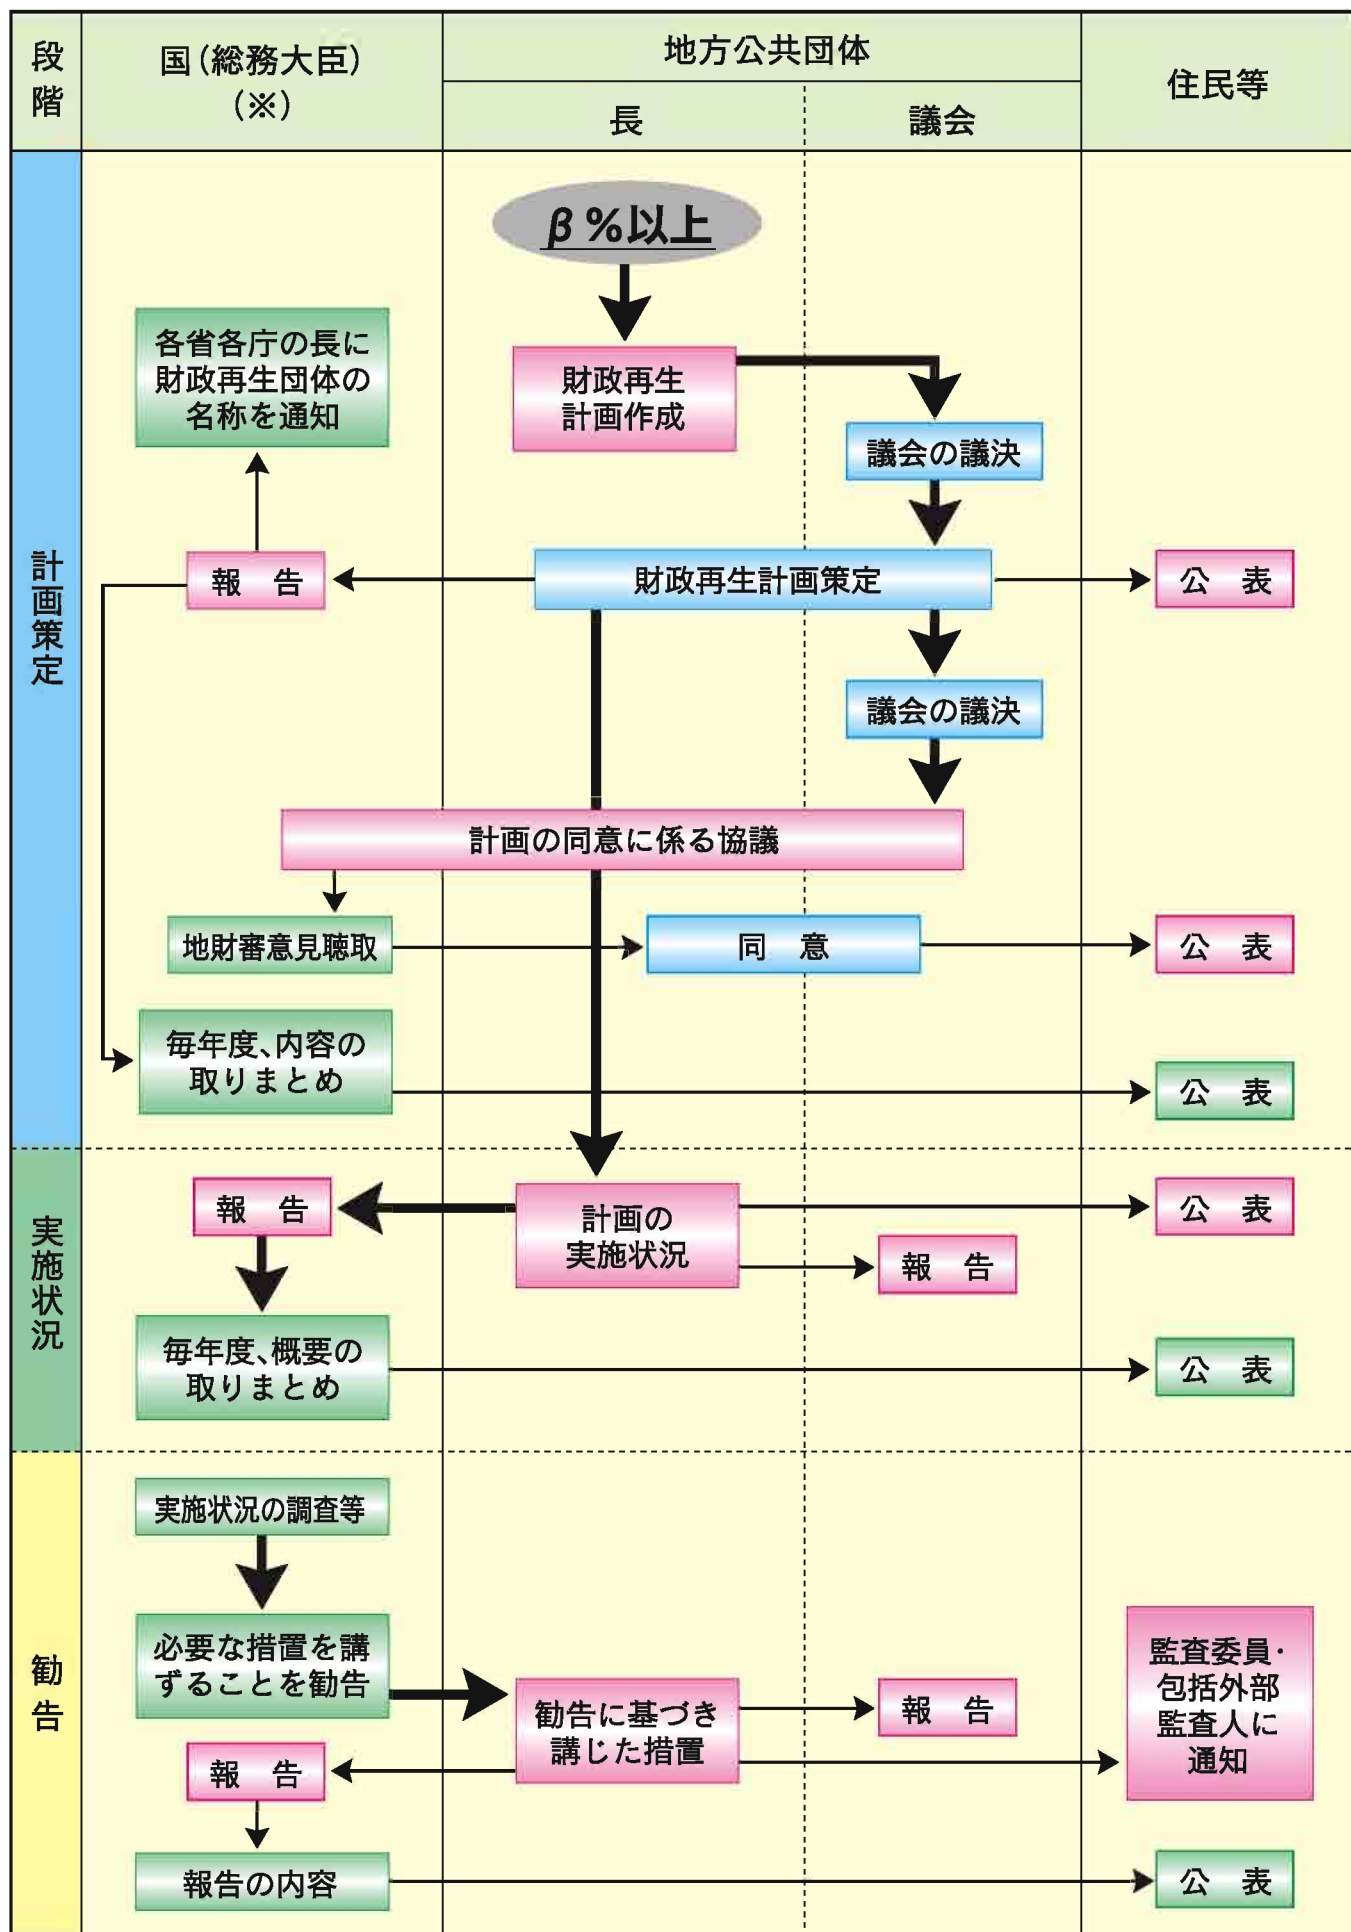 段階
国(総務大臣)
(※)
地方公共団体
長
議会
住民等
計画策定
β%以上
各省各庁の長に
財政再生団体の
名称を通知
財政再生
計画作成
議会の議決
報 告
財政再生計画策定
公 表
議会の議決
計画の同意に係る協議
地財審意見聴取
同 意
公 表
毎年度、内容の
取りまとめ
公 表
実施状況
報 告
計画の
実施状況
公 表
報 告
毎年度、概要の
取りまとめ
公 表
勧告
実施状況の調査等
必要な措置を講
ずることを勧告
勧告に基づき
講じた措置
報 告
監査委員・
包括外部
監査人に
通知
報 告
報告の内容
公 表